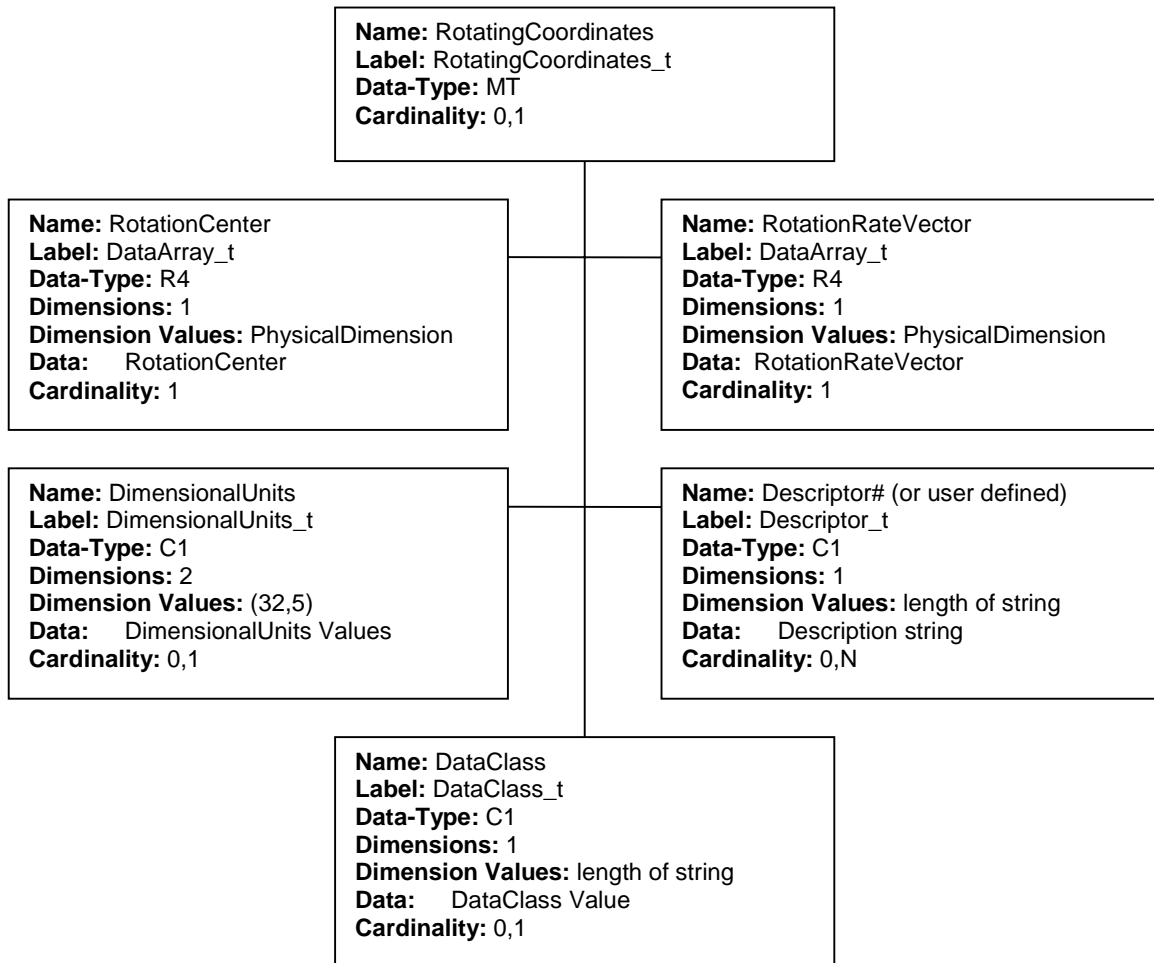 Name: RotatingCoordinates
Label: RotatingCoordinates_t
Data-Type: MT
Cardinality: 0,1
Name: RotationCenter
Label: DataArray_t
Data-Type: R4
Dimensions: 1
Dimension Values: PhysicalDimension
Data: RotationCenter
Cardinality: 1
Name: RotationRateVector
Label: DataArray_t
Data-Type: R4
Dimensions: 1
Dimension Values: PhysicalDimension
Data: RotationRateVector
Cardinality: 1
Name: DimensionalUnits
Label: DimensionalUnits_t
Data-Type: C1
Dimensions: 2
Dimension Values: (32,5)
Data: DimensionalUnits Values
Cardinality: 0,1
Name: Descriptor# (or user defined)
Label: Descriptor_t
Data-Type: C1
Dimensions: 1
Dimension Values: length of string
Data: Description string
Cardinality: 0,N
Name: DataClass
Label: DataClass_t
Data-Type: C1
Dimensions: 1
Dimension Values: length of string
Data: DataClass Value
Cardinality: 0,1